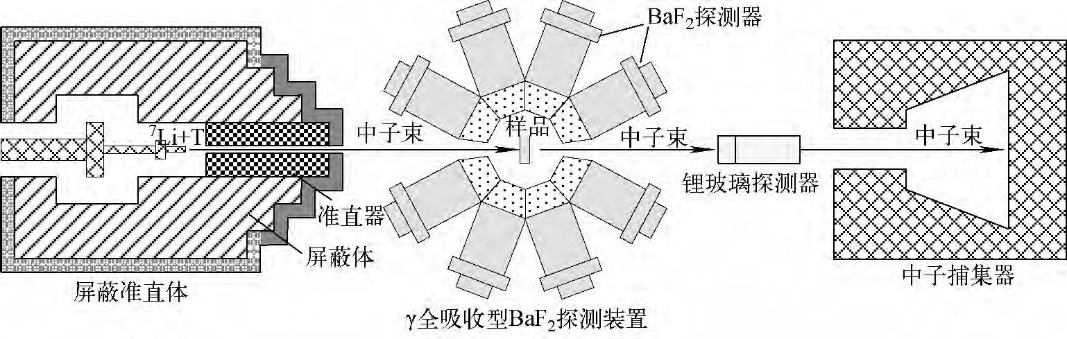 BaF₂探测器
⁷Li+T
中子束
样品
中子束
中子束
锂玻璃探测器
准直器
屏蔽体
屏蔽准直体
中子捕集器
γ全吸收型BaF₂探测装置